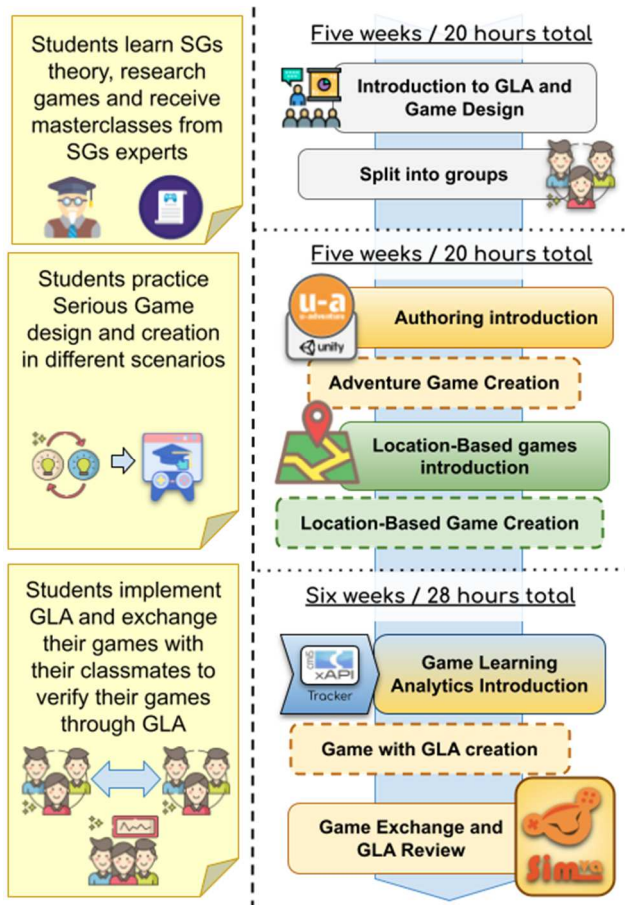 Students learn SGs
theory, research
games and receive
masterclasses from
SGs experts
Five weeks / 20 hours total
Introduction to GLA and
Game Design
Split into groups
Students practice
Serious Game
design and creation
in different scenarios
Five weeks / 20 hours total
u-a
unity
Authoring introduction
Adventure Game Creation
Location-Based games
introduction
Location-Based Game Creation
Students implement
GLA and exchange
their games with
their classmates to
verify their games
through GLA
Six weeks / 28 hours total
cmi5
xAPI
Tracker
Game Learning
Analytics Introduction
Game with GLA creation
Game Exchange and
GLA Review
Simva